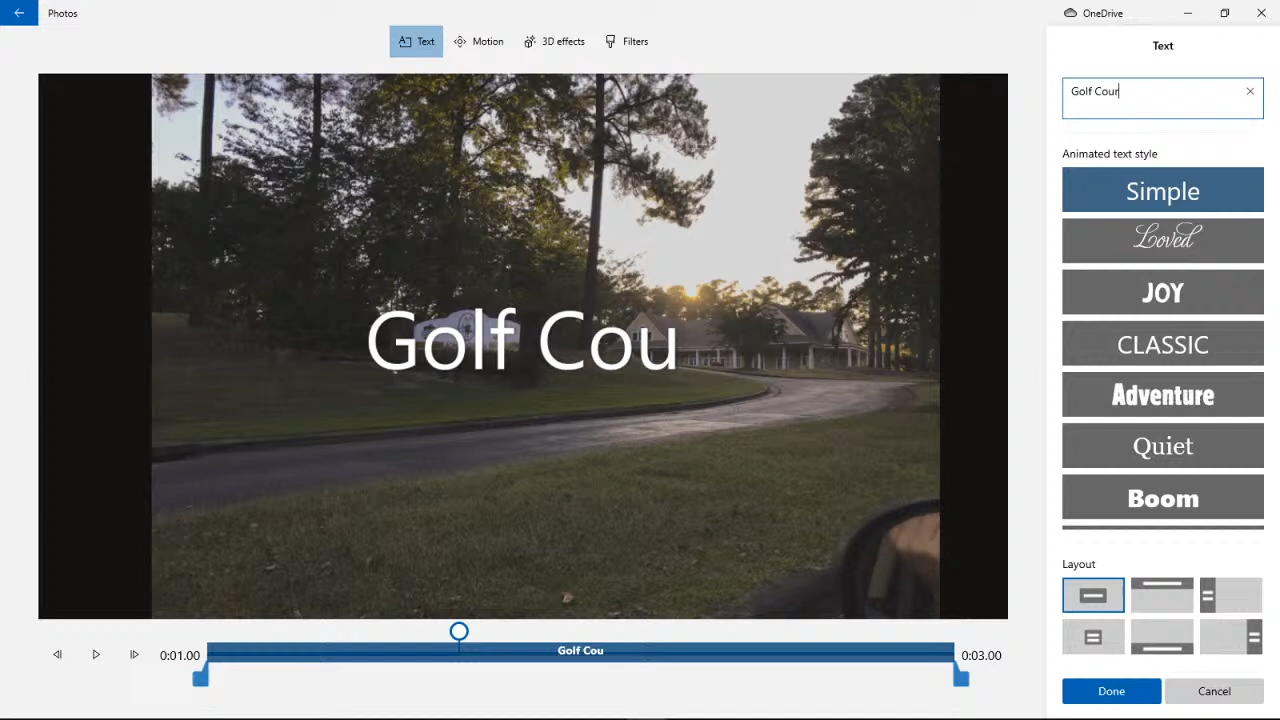 Photos
OneDrive
Text
Motion
3D effects
Filters
Text
Golf Cour
Animated text style
Simple
Loved
JOY
CLASSIC
Adventure
Quiet
Boom
Golf Cou
Layout
0:01.00
Golf Cou
0:03.00
Done
Cancel